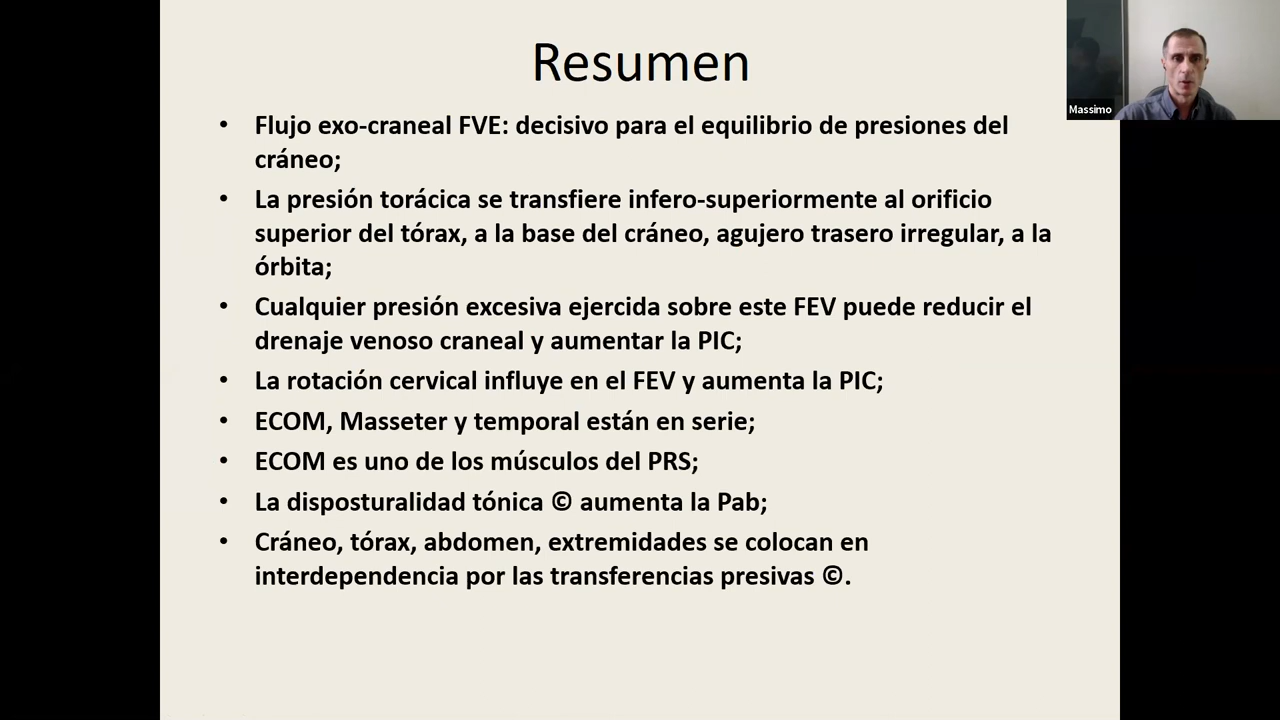 Resumen
Massimo
• Flujo exo-craneal FVE: decisivo para el equilibrio de presiones del
cráneo;
• La presión torácica se transfiere infero-superiormente al orificio
superior del tórax, a la base del cráneo, agujero trasero irregular, a la
órbita;
• Cualquier presión excesiva ejercida sobre este FEV puede reducir el
drenaje venoso craneal y aumentar la PIC;
• La rotación cervical influye en el FEV y aumenta la PIC;
• ECOM, Masseter y temporal están en serie;
• ECOM es uno de los músculos del PRS;
• La disposturalidad tónica © aumenta la Pab;
• Cráneo, tórax, abdomen, extremidades se colocan en
interdependencia por las transferencias presivas ©.